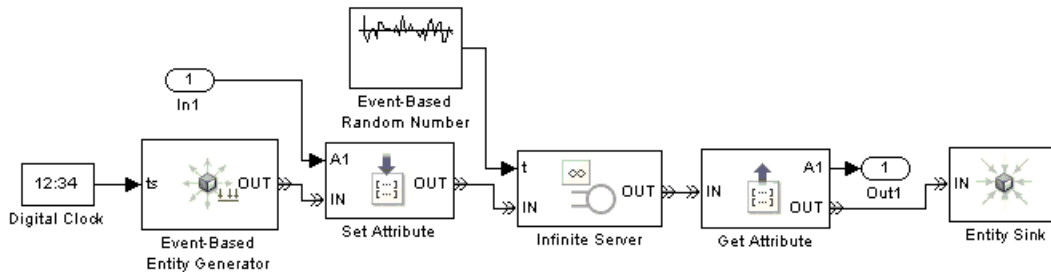 Event-Based
Random Number
1
In1
12:34
Digital Clock
ts
OUT
Event-Based
Entity Generator
A1
IN
OUT
[...]
[...]
Set Attribute
t
IN
∞
OUT
Infinite Server
IN
[...]
[...]
A1
OUT
Get Attribute
1
Out1
IN
Entity Sink